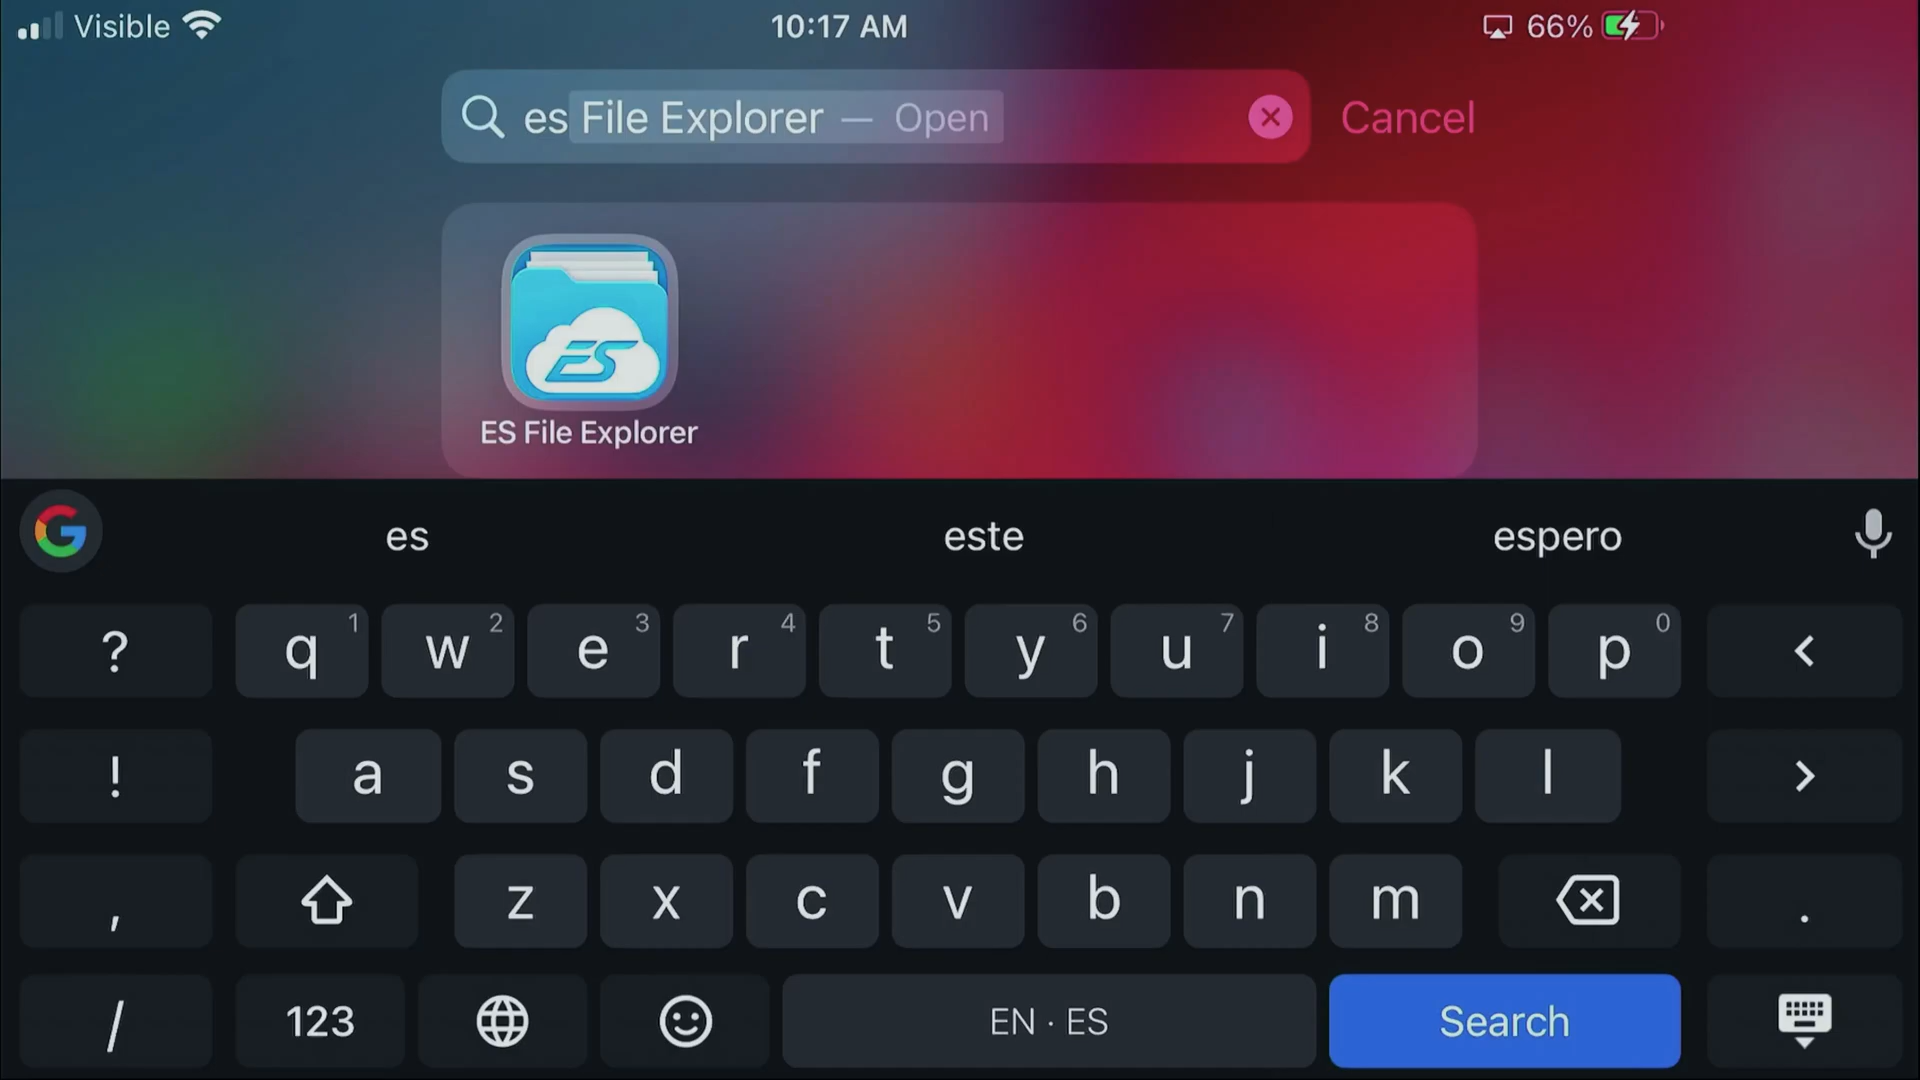 Visible 10:17 AM 66%
es File Explorer — Open Cancel
ES
ES File Explorer
G es este espero
? q 1 w 2 e 3 r 4 t 5 y 6 u 7 i 8 o 9 p 0 <
! a s d f g h j k l >
, z x c v b n m .
/ 123 EN · ES Search